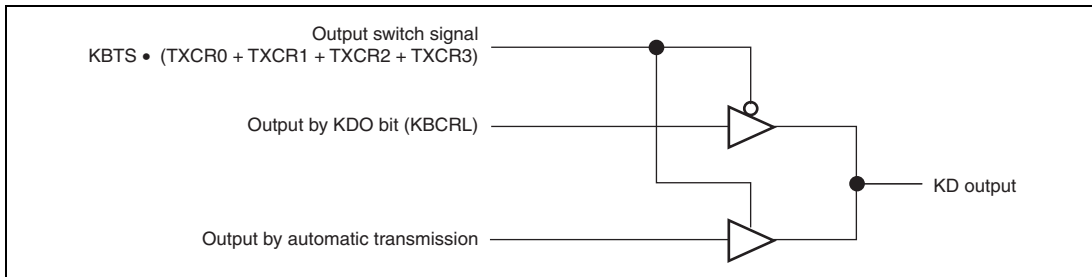 Output switch signal
KBTS • (TXCR0 + TXCR1 + TXCR2 + TXCR3)
Output by KDO bit (KBCRL)
KD output
Output by automatic transmission